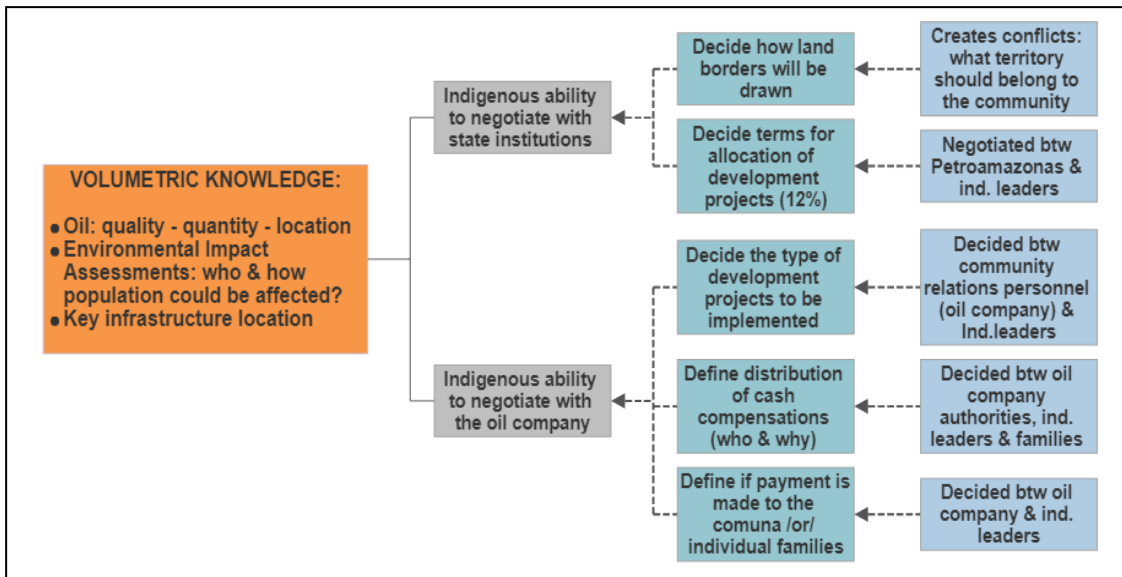 VOLUMETRIC KNOWLEDGE:
● Oil: quality - quantity - location
● Environmental Impact
Assessments: who & how
population could be affected?
● Key infrastructure location
Indigenous ability
to negotiate with
state institutions
Decide how land
borders will be
drawn
Creates conflicts:
what territory
should belong to
the community
Decide terms for
allocation of
development
projects (12%)
Negotiated btw
Petroamazonas &
ind. leaders
Indigenous ability
to negotiate with
the oil company
Decide the type of
development
projects to be
implemented
Decided btw
community
relations personnel
(oil company) &
Ind.leaders
Define distribution
of cash
compensations
(who & why)
Decided btw oil
company
authorities, ind.
leaders & families
Define if payment is
made to the
comuna /or/
individual families
Decided btw oil
company & ind.
leaders